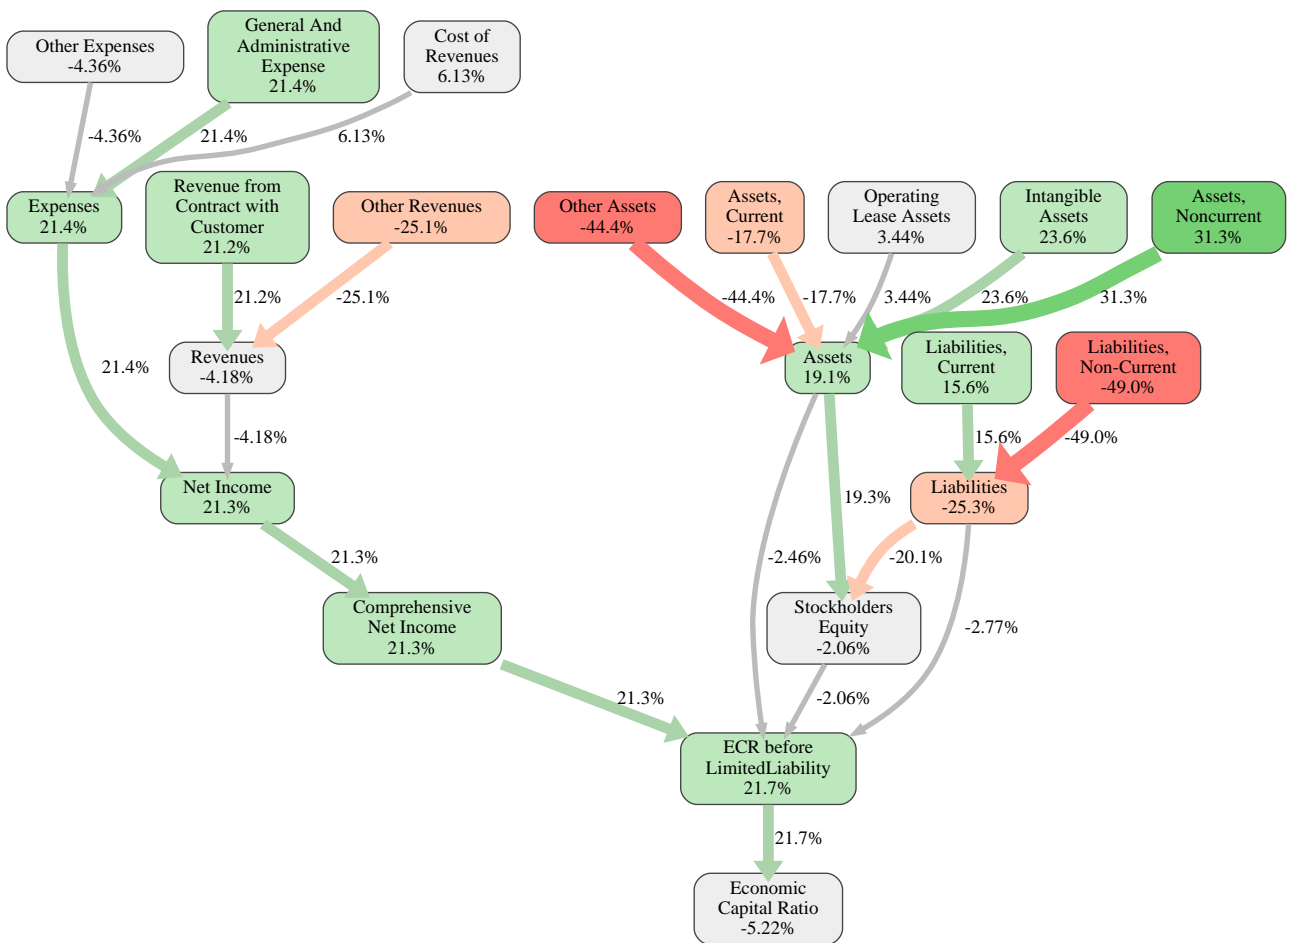 Other Expenses
-4.36%
General And
Administrative
Expense
21.4%
Cost of
Revenues
6.13%
-4.36%
21.4%
6.13%
Expenses
21.4%
Revenue from
Contract with
Customer
21.2%
Other Revenues
-25.1%
Other Assets
-44.4%
Assets,
Current
-17.7%
Operating
Lease Assets
3.44%
Intangible
Assets
23.6%
Assets,
Noncurrent
31.3%
21.2%
-25.1%
-44.4%
-17.7%
3.44%
23.6%
31.3%
21.4%
Revenues
-4.18%
Assets
19.1%
Liabilities,
Current
15.6%
Liabilities,
Non-Current
-49.0%
-4.18%
15.6%
-49.0%
Net Income
21.3%
19.3%
Liabilities
-25.3%
21.3%
-2.46%
-20.1%
Comprehensive
Net Income
21.3%
Stockholders
Equity
-2.06%
-2.77%
21.3%
-2.06%
ECR before
LimitedLiability
21.7%
21.7%
Economic
Capital Ratio
-5.22%